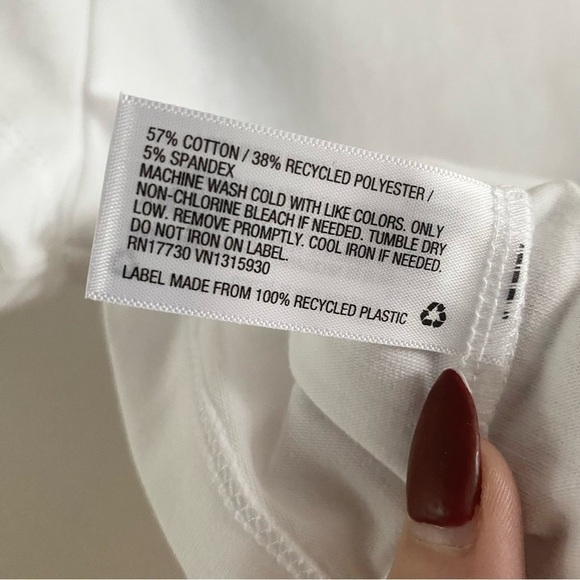 57% COTTON / 38% RECYCLED POLYESTER /
5% SPANDEX
MACHINE WASH COLD WITH LIKE COLORS. ONLY
NON-CHLORINE BLEACH IF NEEDED. TUMBLE DRY
LOW. REMOVE PROMPTLY. COOL IRON IF NEEDED.
DO NOT IRON ON LABEL.
RN17730 VN1315930
LABEL MADE FROM 100% RECYCLED PLASTIC